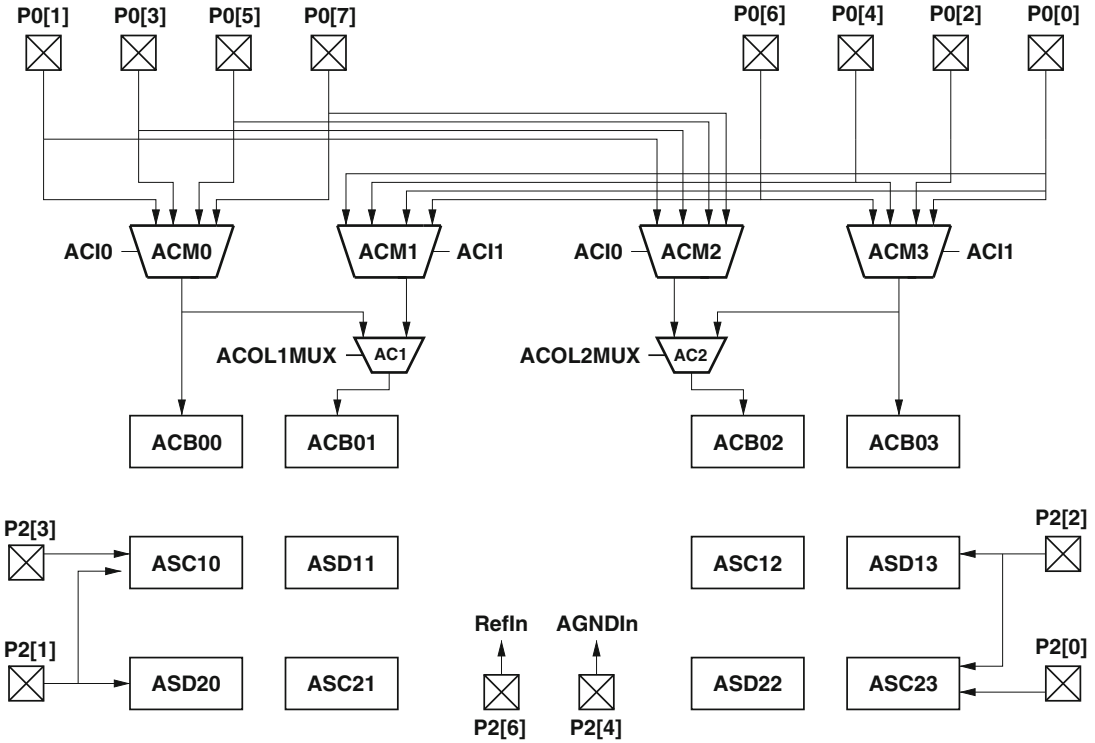 P0[1] P0[3] P0[5] P0[7] P0[6] P0[4] P0[2] P0[0]
ACI0 ACM0 ACM1 ACI1 ACI0 ACM2 ACM3 ACI1
ACOL1MUX AC1 ACOL2MUX AC2
ACB00 ACB01 ACB02 ACB03
P2[3] P2[2]
ASC10 ASD11 ASC12 ASD13
RefIn AGNDIn
P2[1] P2[0]
ASD20 ASC21 ASD22 ASC23
P2[6] P2[4]